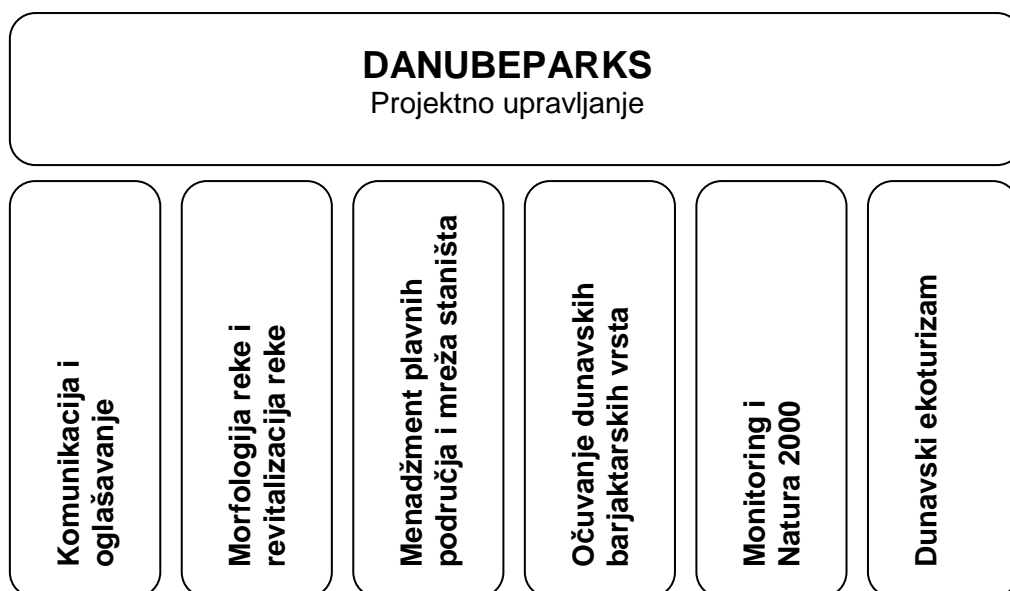 DANUBEPARKS
Projektno upravljanje
Komunikacija i
oglašavanje
Morfologija reke i
revitalizacija reke
Menadžment plavnih
područja i mreža staništa
Očuvanje dunavskih
barjaktarskih vrsta
Monitoring i
Natura 2000
Dunavski ekoturizam